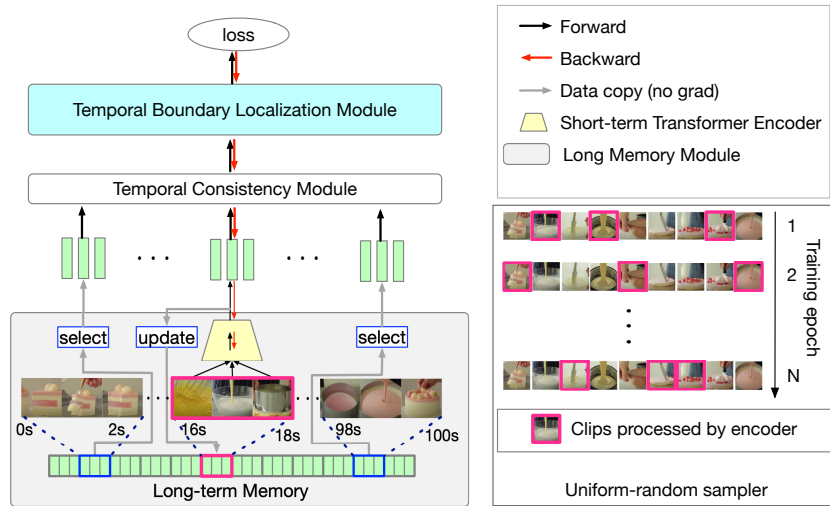 loss
Temporal Boundary Localization Module
Temporal Consistency Module
. . .
. . .
select
update
select
...
...
0s
2s
16s
18s
98s
100s
Long-term Memory
Forward
Backward
Data copy (no grad)
Short-term Transformer Encoder
Long Memory Module
1
2
N
Training epoch
Clips processed by encoder
Uniform-random sampler